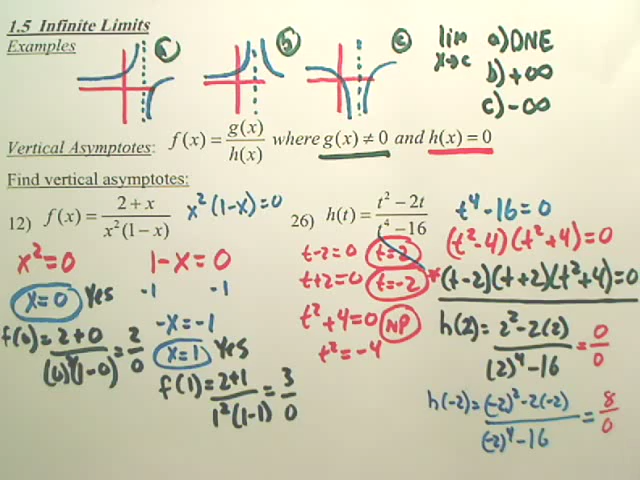 1.5 Infinite Limits
Examples
a
b
c
lim x→c
a) DNE
b) +∞
c) -∞
Vertical Asymptotes: f(x) = g(x)/h(x) where g(x) ≠ 0 and h(x) = 0
Find vertical asymptotes:
12) f(x) = (2 + x)/(x²(1 − x))
x²(1-x)=0
x²=0
x=0 Yes
f(0)=(2+0)/((0)²(1-0))=2/0
1-x=0
-1 -1
-x=-1
x=1 Yes
f(1)=(2+1)/(1²(1-1))=3/0
26) h(t) = (t² − 2t)/(t⁴ − 16)
t⁴-16=0
(t²-4)(t²+4)=0
*(t-2)(t+2)(t²+4)=0
t-2=0 t=2
t+2=0 t=-2
t²+4=0 NP
t²=-4
h(2)=(2²-2(2))/((2)⁴-16)=0/0
h(-2)=((-2)²-2(-2))/((-2)⁴-16)=8/0